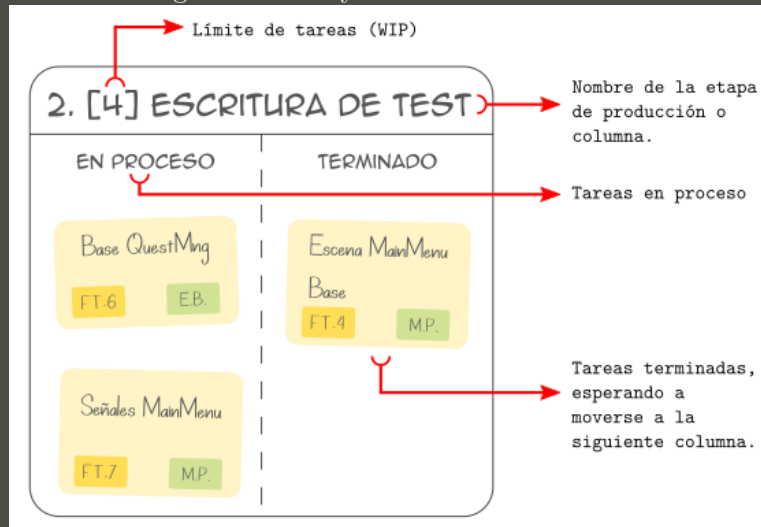 Límite de tareas (WIP)
2. [4] ESCRITURA DE TEST
Nombre de la etapa
de producción o
columna.
EN PROCESO
TERMINADO
Tareas en proceso
Base QuestMng
FT-6
E.B.
Escena MainMenu
Base
FT-4
M.P.
Señales MainMenu
FT-7
M.P.
Tareas terminadas,
esperando a
moverse a la
siguiente columna.